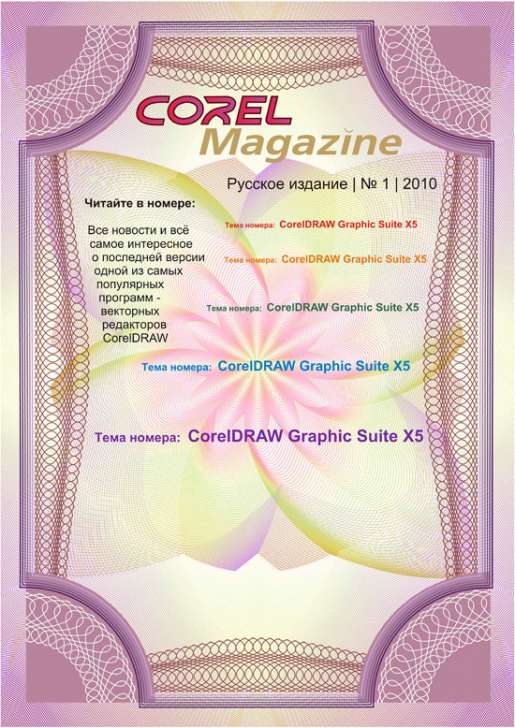 COREL
Magazine
Русское издание | № 1 | 2010
Читайте в номере:
Все новости и всё
самое интересное
о последней версии
одной из самых
популярных
программ -
векторных
редакторов
CorelDRAW
Тема номера: CorelDRAW Graphic Suite X5
Тема номера: CorelDRAW Graphic Suite X5
Тема номера: CorelDRAW Graphic Suite X5
Тема номера: CorelDRAW Graphic Suite X5
Тема номера: CorelDRAW Graphic Suite X5